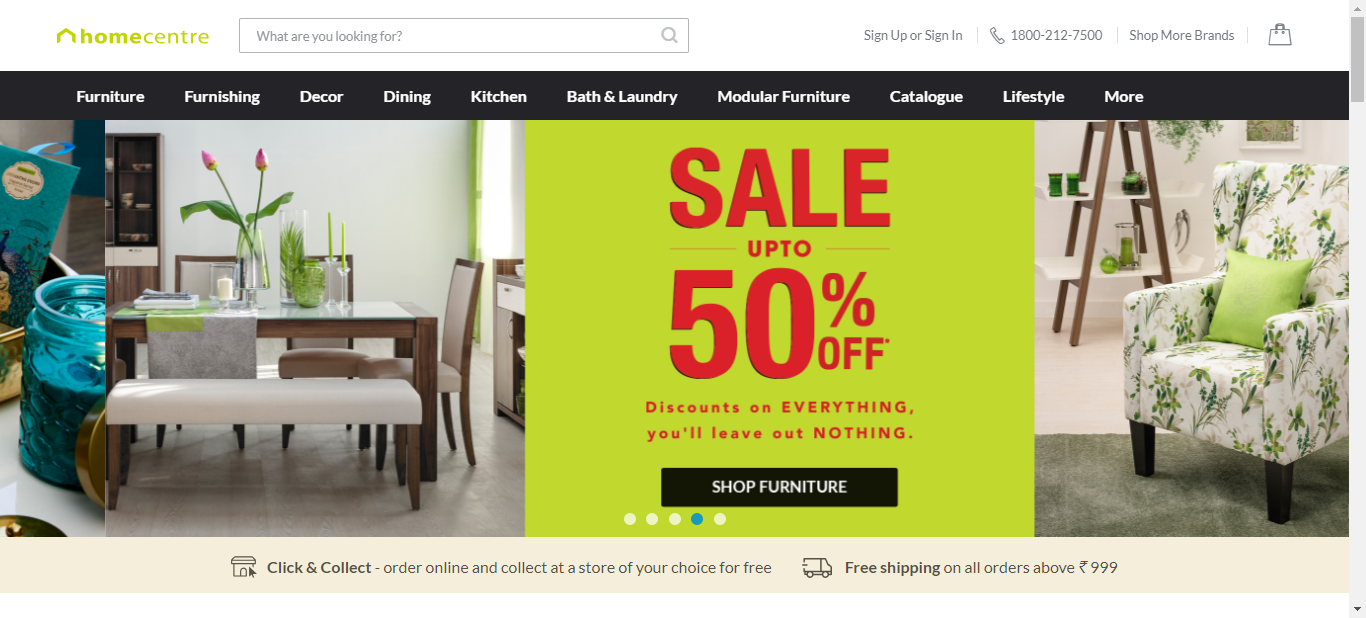 homecentre
What are you looking for?
Sign Up or Sign In
1800-212-7500
Shop More Brands
Furniture
Furnishing
Decor
Dining
Kitchen
Bath & Laundry
Modular Furniture
Catalogue
Lifestyle
More
SALE
UPTO
50%
OFF*
Discounts on EVERYTHING,
you'll leave out NOTHING.
SHOP FURNITURE
Click & Collect - order online and collect at a store of your choice for free
Free shipping on all orders above ₹ 999